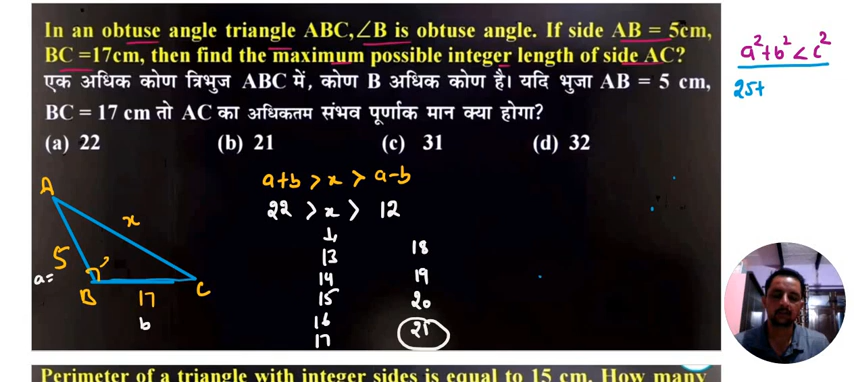 In an obtuse angle triangle ABC, ∠B is obtuse angle. If side AB = 5cm,
BC =17cm, then find the maximum possible integer length of side AC?
एक अधिक कोण त्रिभुज ABC में, कोण B अधिक कोण है। यदि भुजा AB = 5 cm,
BC = 17 cm तो AC का अधिकतम संभव पूर्णाक मान क्या होगा?
(a) 22 (b) 21 (c) 31 (d) 32
a²+b² < c²
25+
a+b > x > a-b
22 > x > 12
13
14
15
16
17
18
19
20
21
A
x
a= 5
B
17
C
b
Perimeter of a triangle with integer sides is equal to 15 cm. How many